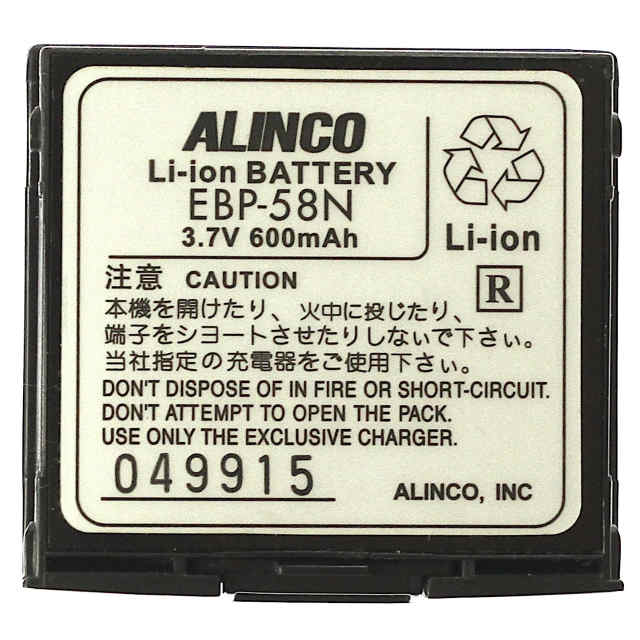 ALINCO
Li-ion BATTERY
EBP-58N
3.7V 600mAh
Li-ion
R
注意 CAUTION
本機を開けたり、火中に投じたり、
端子をショートさせたりしないで下さい。
当社指定の充電器をご使用下さい。
DON'T DISPOSE OF IN FIRE OR SHORT-CIRCUIT.
DON'T ATTEMPT TO OPEN THE PACK.
USE ONLY THE EXCLUSIVE CHARGER.
049915
ALINCO, INC